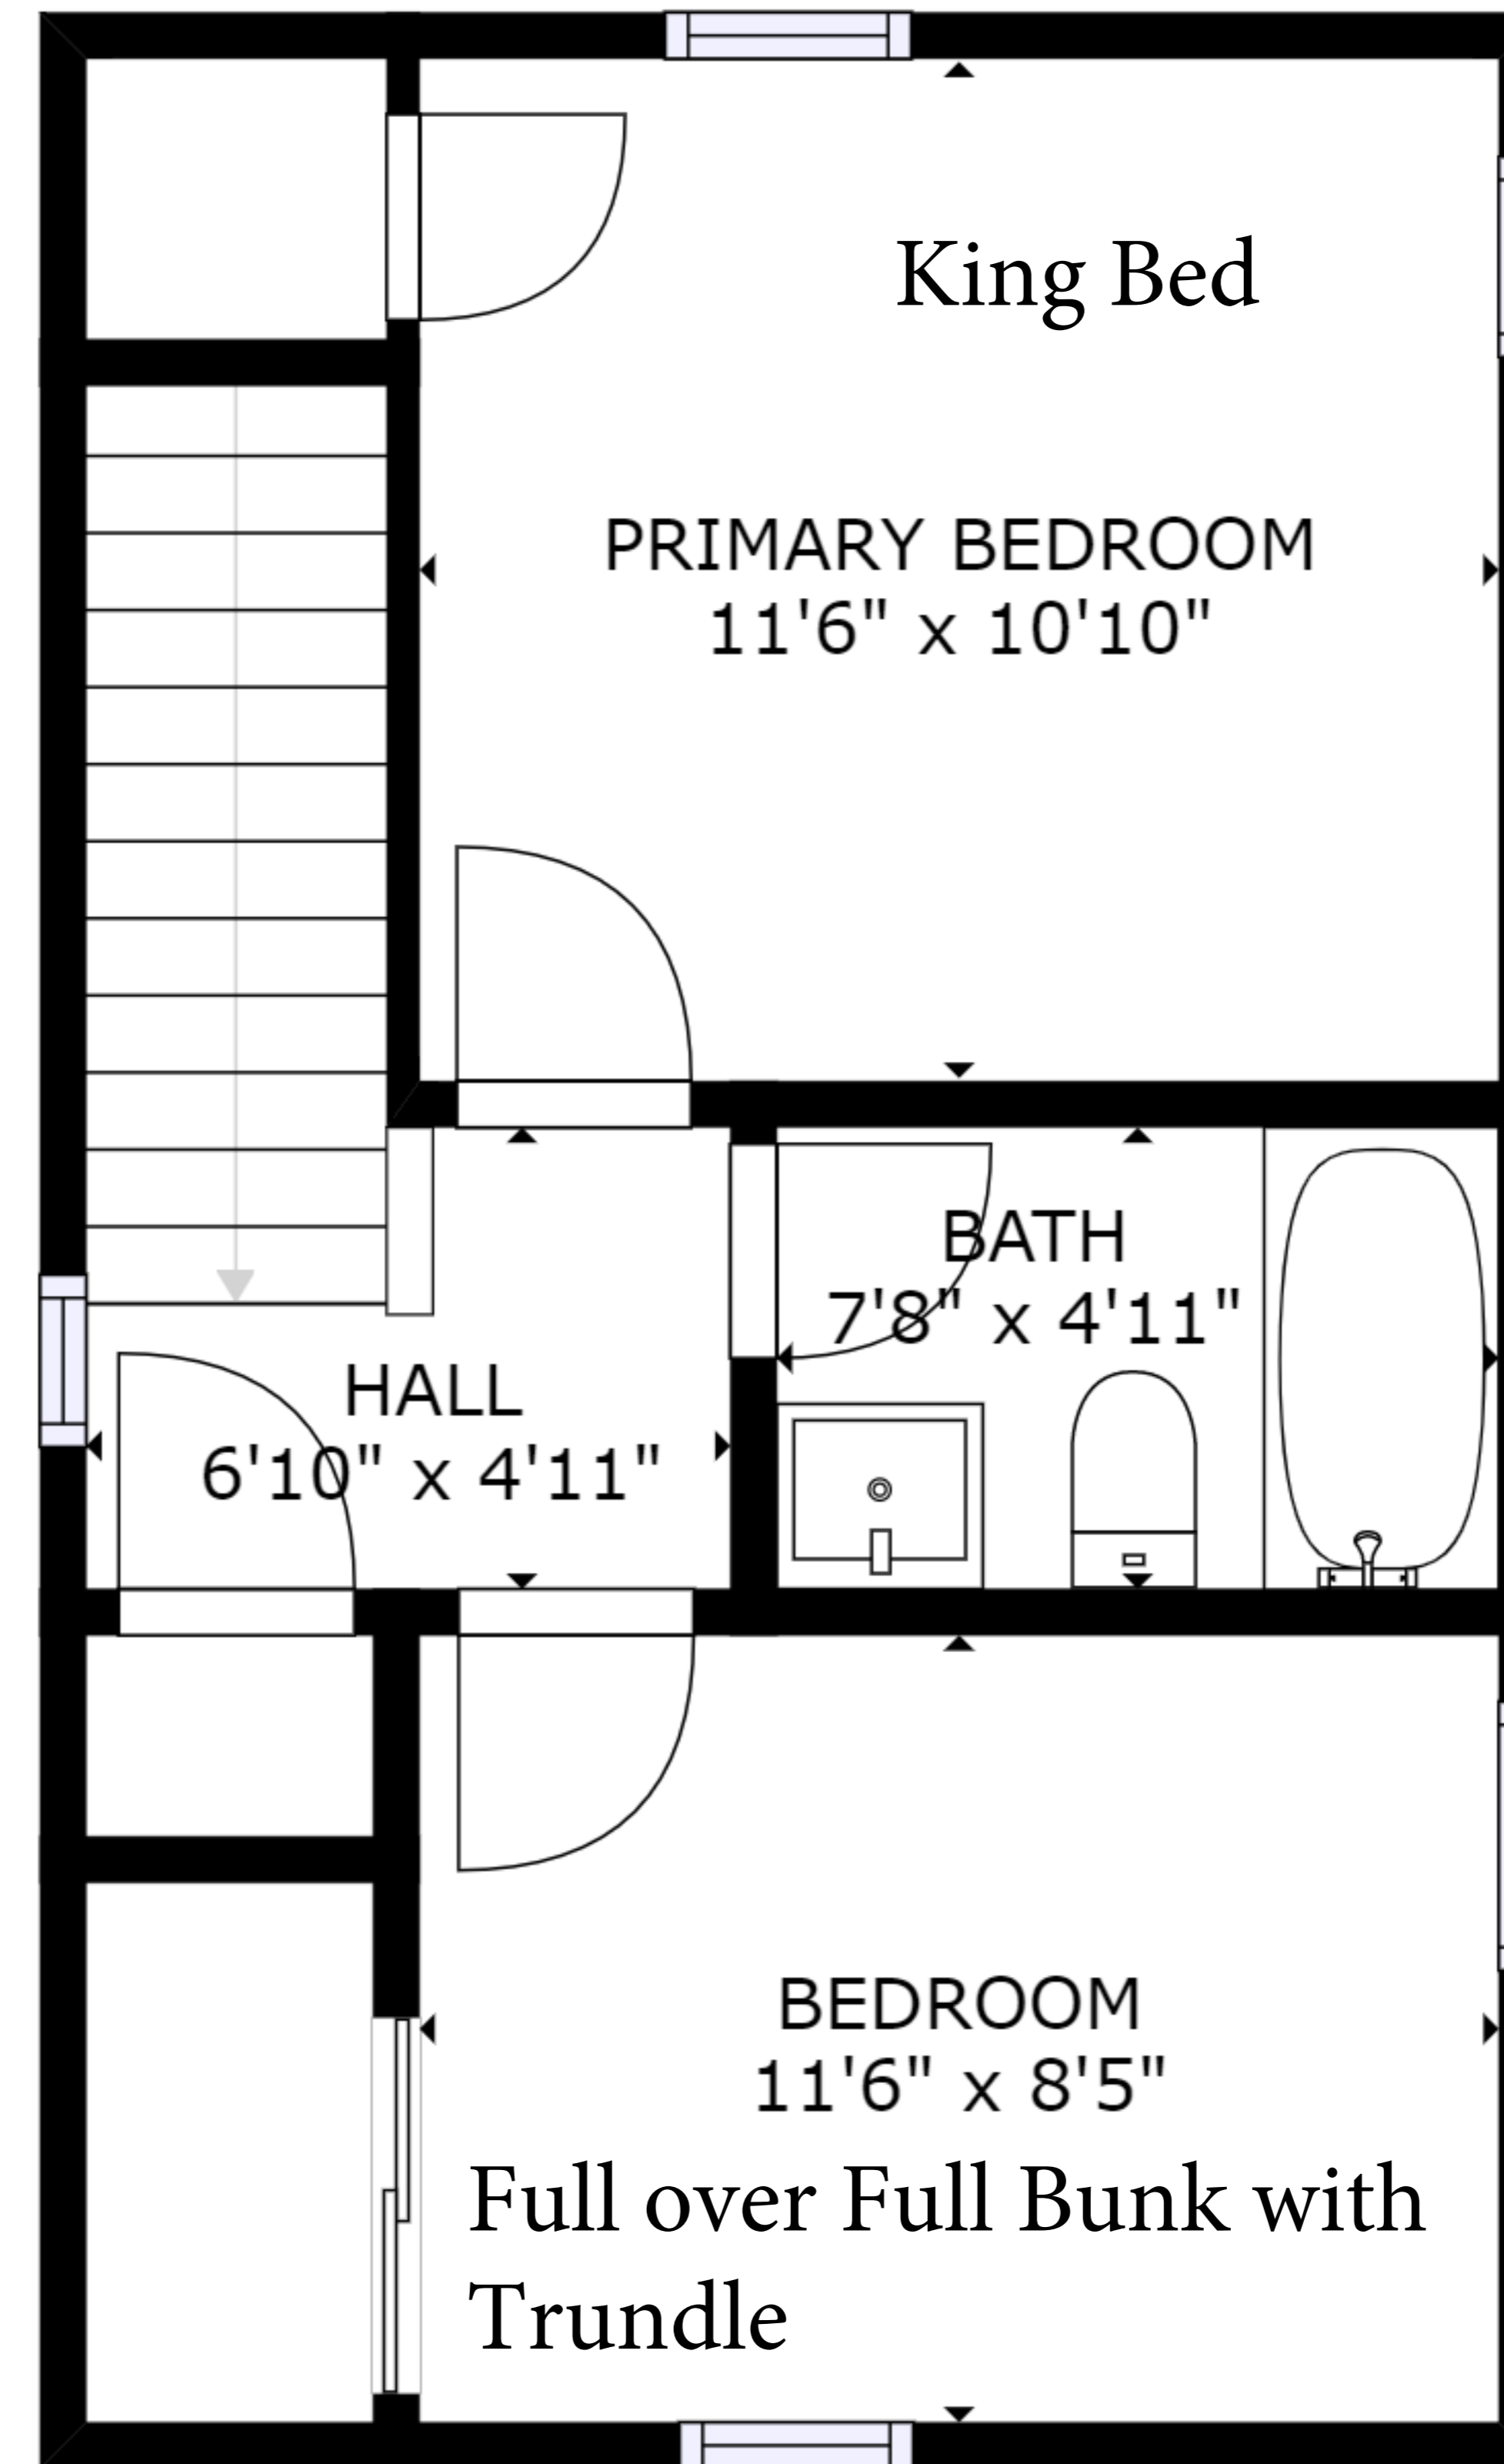 King Bed
PRIMARY BEDROOM
11'6" x 10'10"
BATH
7'8" x 4'11"
HALL
6'10" x 4'11"
BEDROOM
11'6" x 8'5"
Full over Full Bunk with
Trundle